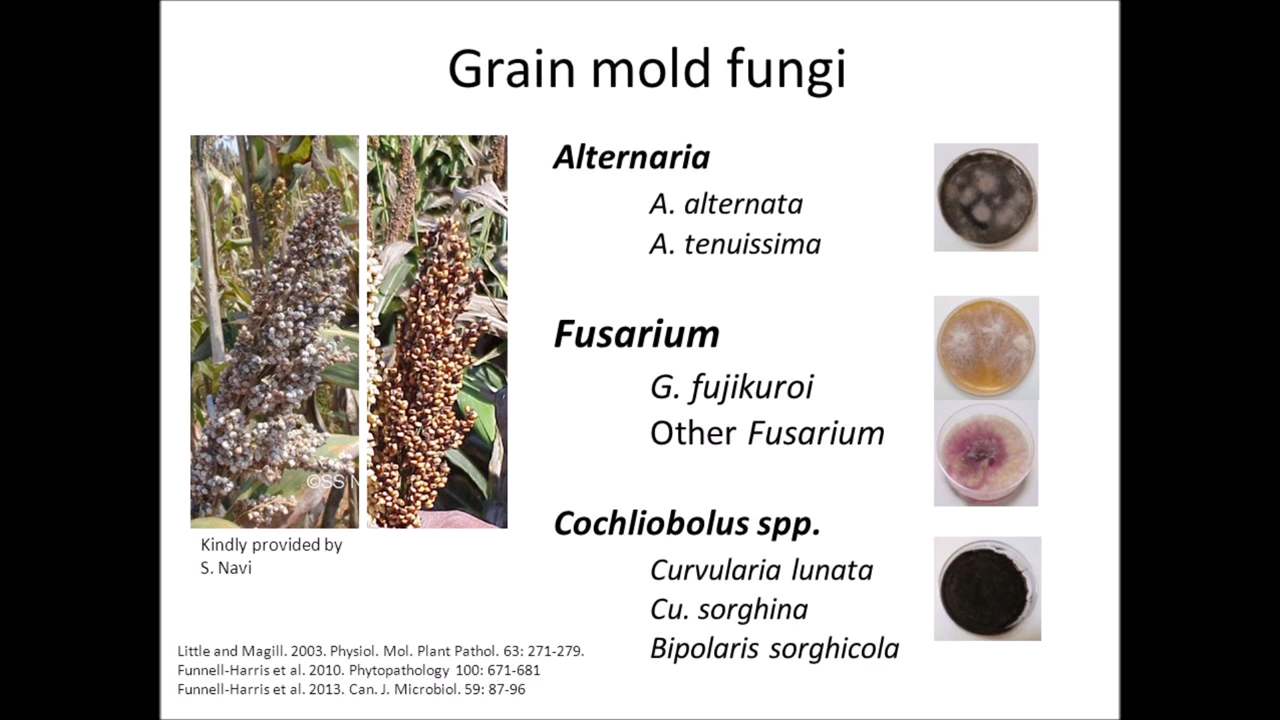 Grain mold fungi
Alternaria
A. alternata
A. tenuissima
Fusarium
G. fujikuroi
Other Fusarium
Cochliobolus spp.
Curvularia lunata
Cu. sorghina
Bipolaris sorghicola
©SS N
Kindly provided by
S. Navi
Little and Magill. 2003. Physiol. Mol. Plant Pathol. 63: 271-279.
Funnell-Harris et al. 2010. Phytopathology 100: 671-681
Funnell-Harris et al. 2013. Can. J. Microbiol. 59: 87-96